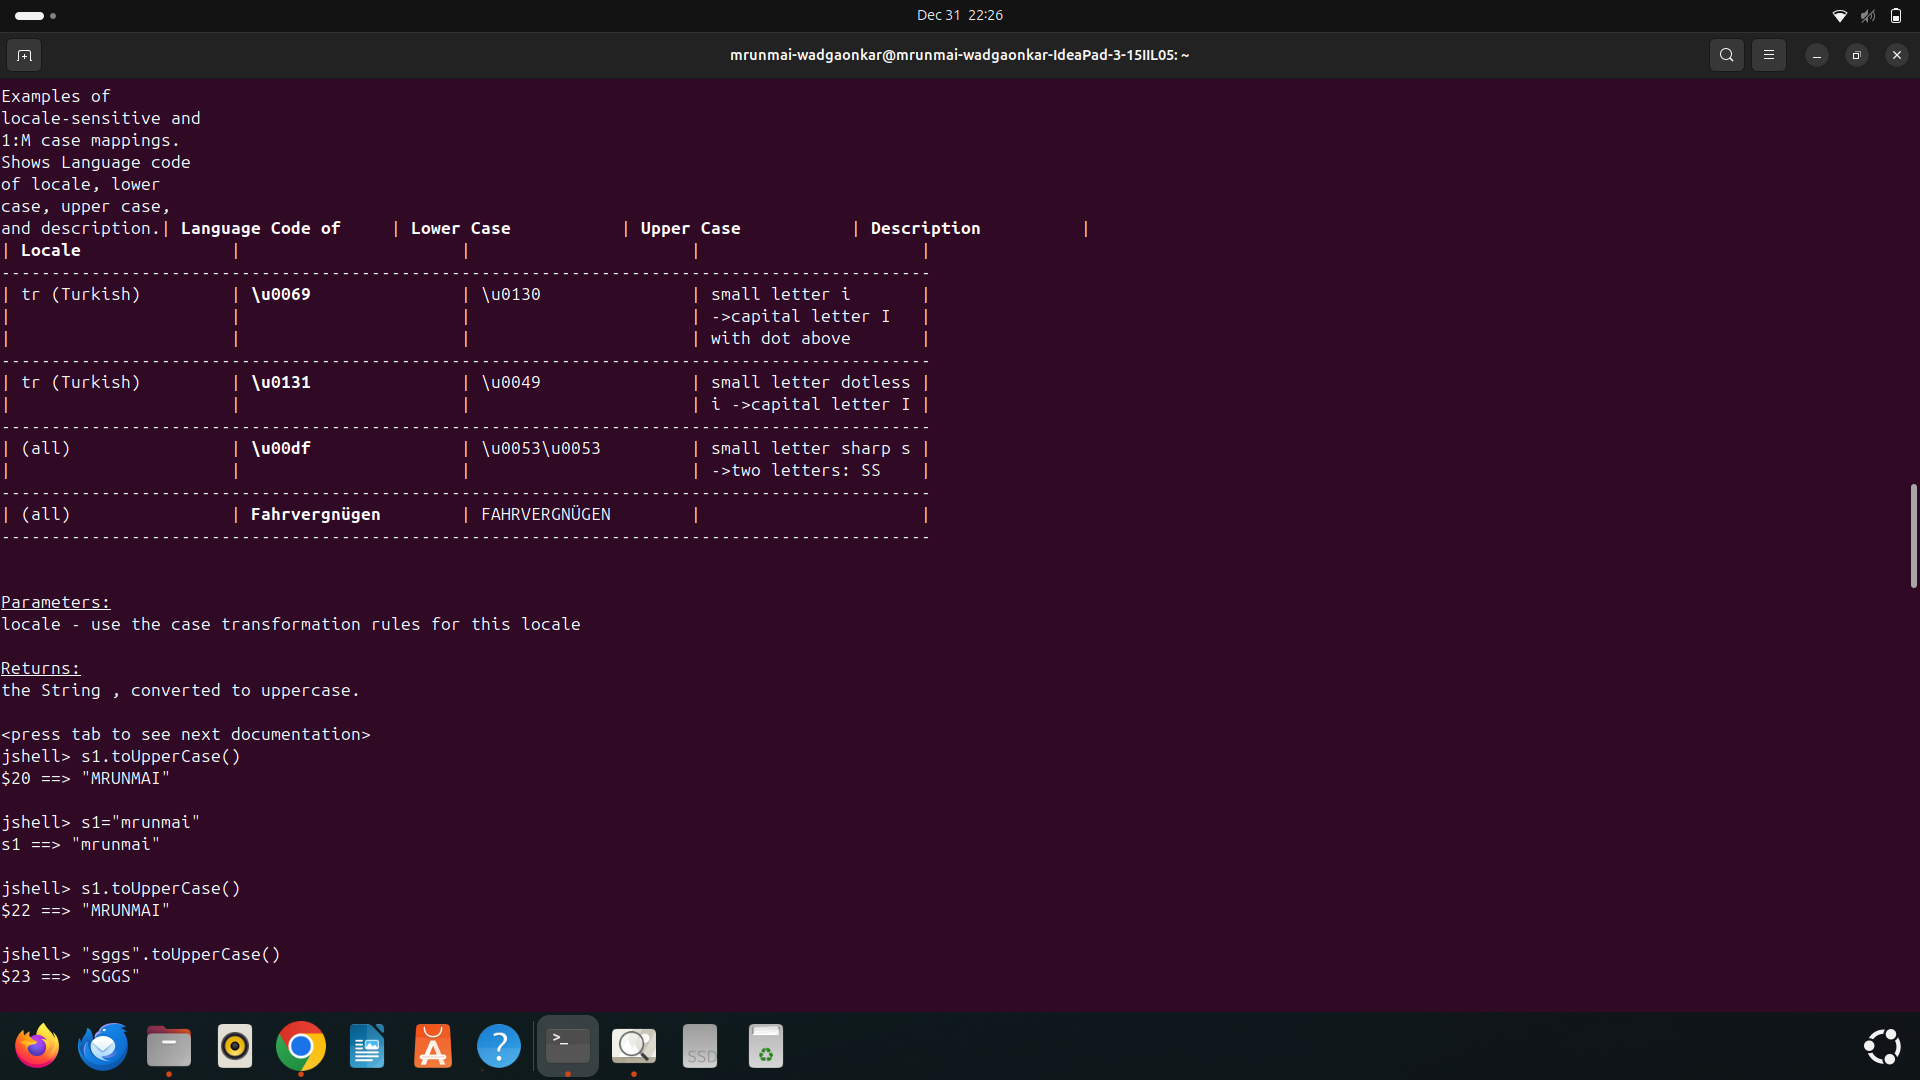 Dec 31 22:26
mrunmai-wadgaonkar@mrunmai-wadgaonkar-IdeaPad-3-15IIL05: ~
Examples of
locale-sensitive and
1:M case mappings.
Shows Language code
of locale, lower
case, upper case,
and description.| Language Code of     | Lower Case           | Upper Case           | Description          |
| Locale               |                      |                      |                      |
---------------------------------------------------------------------------------------------
| tr (Turkish)         | \u0069               | \u0130               | small letter i       |
|                      |                      |                      | ->capital letter I   |
|                      |                      |                      | with dot above       |
---------------------------------------------------------------------------------------------
| tr (Turkish)         | \u0131               | \u0049               | small letter dotless |
|                      |                      |                      | i ->capital letter I |
---------------------------------------------------------------------------------------------
| (all)                | \u00df               | \u0053\u0053         | small letter sharp s |
|                      |                      |                      | ->two letters: SS    |
---------------------------------------------------------------------------------------------
| (all)                | Fahrvergnügen        | FAHRVERGNÜGEN        |                      |
---------------------------------------------------------------------------------------------
Parameters:
locale - use the case transformation rules for this locale
Returns:
the String , converted to uppercase.
<press tab to see next documentation>
jshell> s1.toUpperCase()
$20 ==> "MRUNMAI"
jshell> s1="mrunmai"
s1 ==> "mrunmai"
jshell> s1.toUpperCase()
$22 ==> "MRUNMAI"
jshell> "sggs".toUpperCase()
$23 ==> "SGGS"
>_
?
SSD